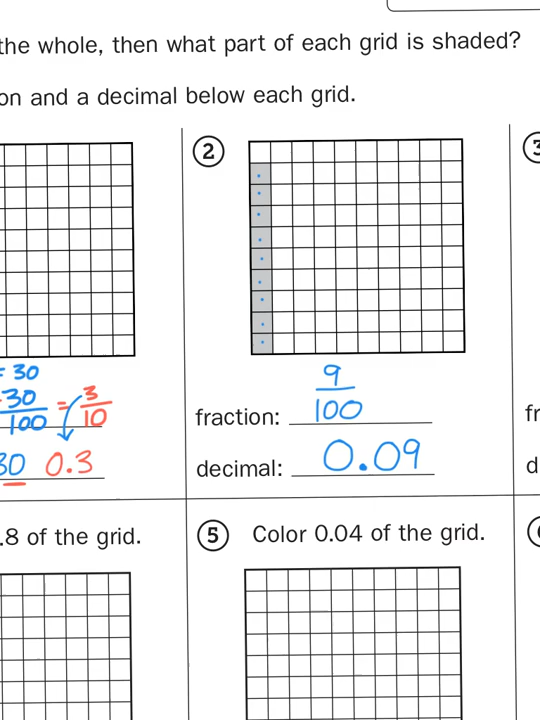 the whole, then what part of each grid is shaded?
on and a decimal below each grid.
2
3
= 30
30/100 = 3/10
30 0.3
9/100
fraction:
decimal: 0.09
fr
d
.8 of the grid.
5 Color 0.04 of the grid.